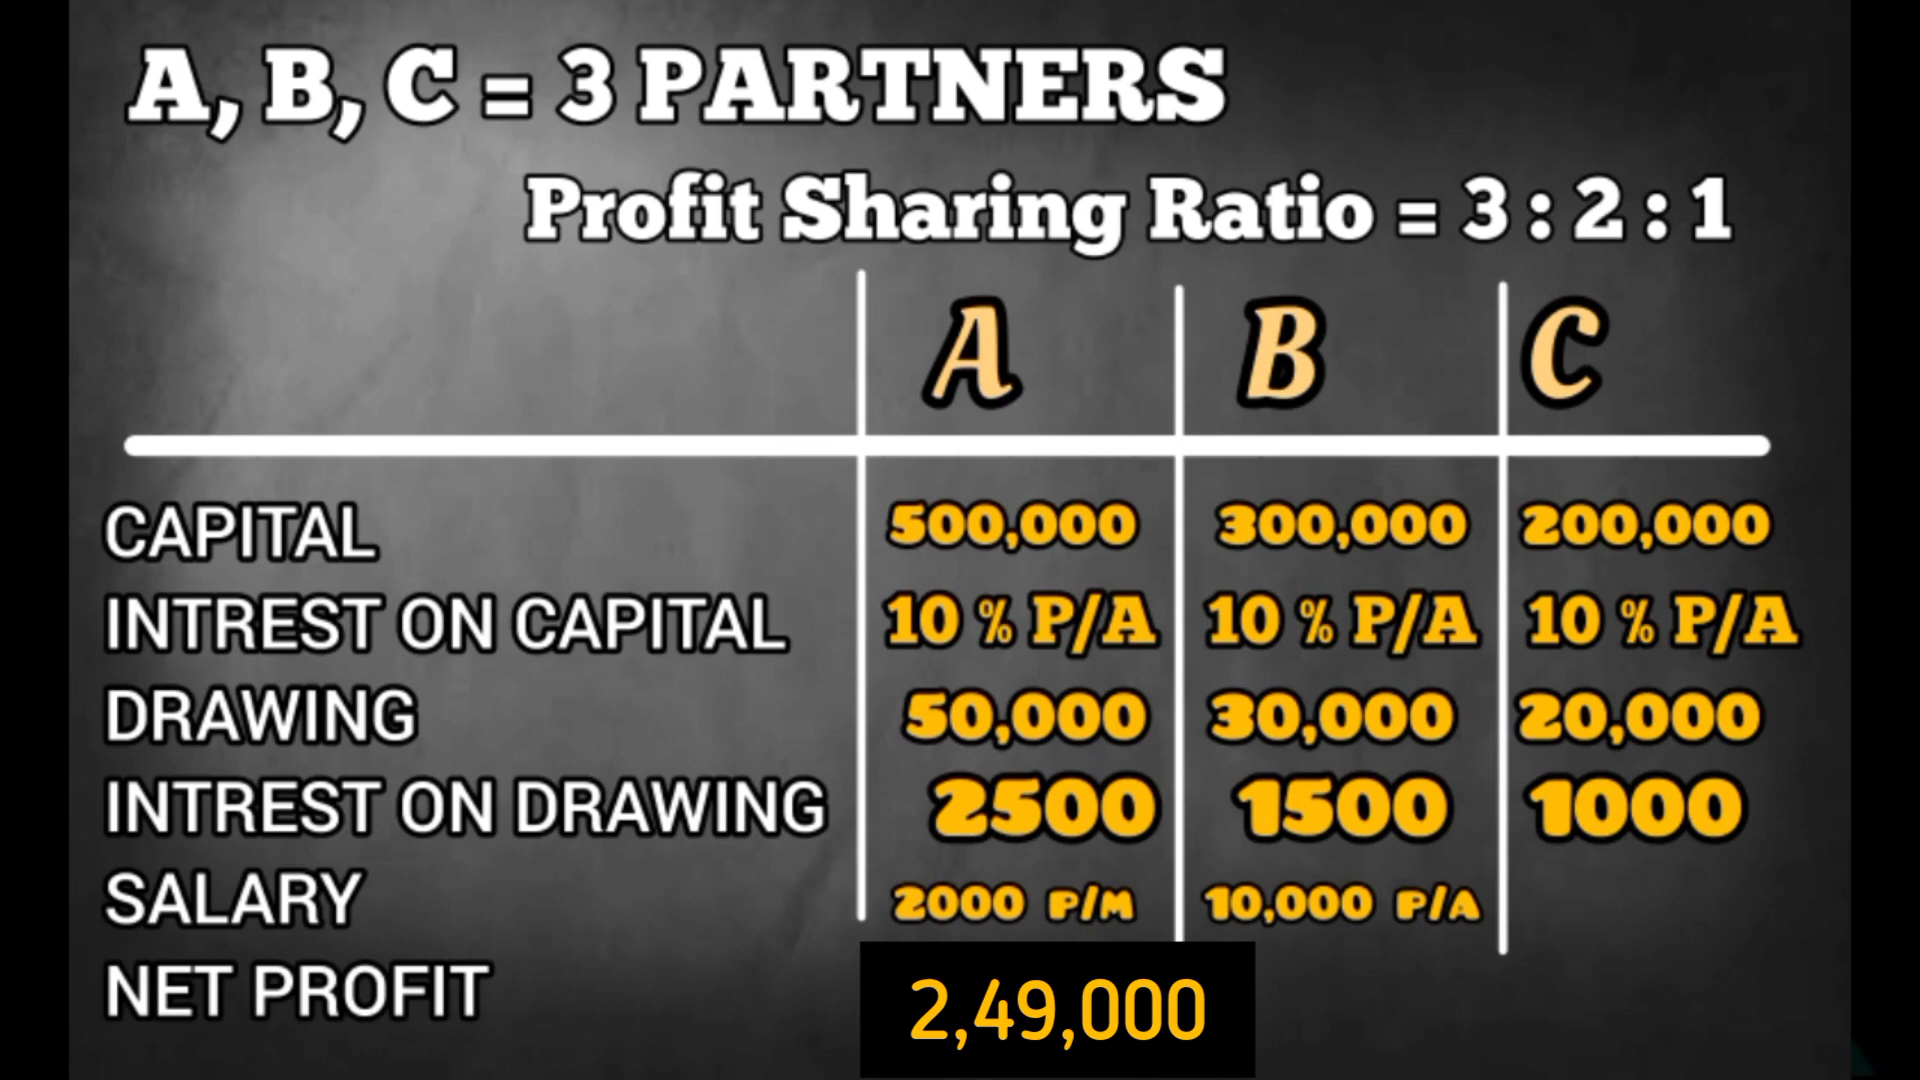 A, B, C = 3 PARTNERS
Profit Sharing Ratio = 3 : 2 : 1
A B C
CAPITAL 500,000 300,000 200,000
INTREST ON CAPITAL 10 % P/A 10 % P/A 10 % P/A
DRAWING 50,000 30,000 20,000
INTREST ON DRAWING 2500 1500 1000
SALARY 2000 P/M 10,000 P/A
NET PROFIT 2,49,000